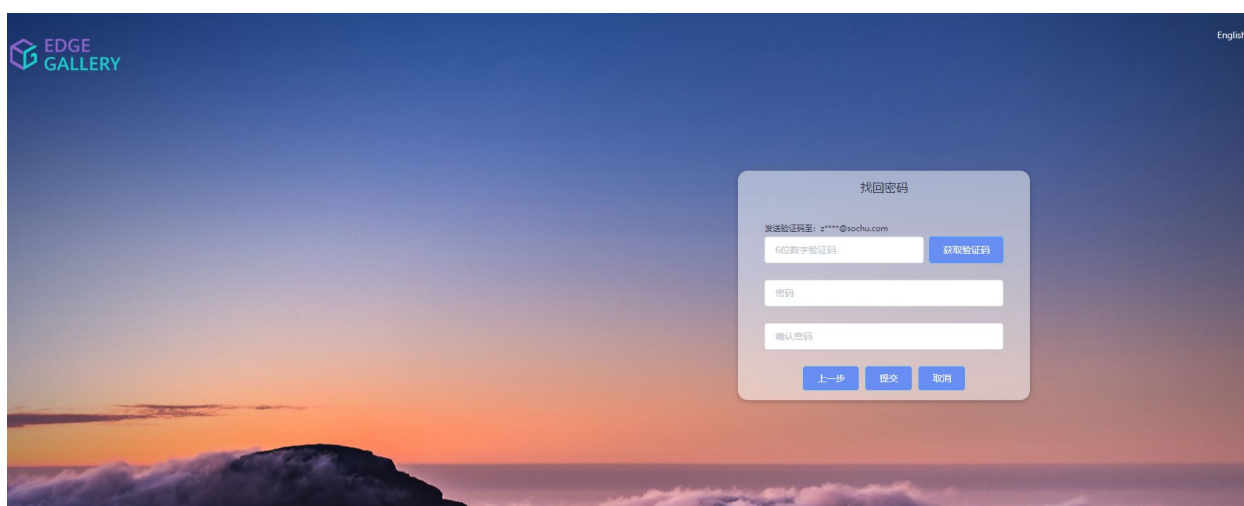 EDGE
GALLERY
English
找回密码
发送验证码至：z****@sochu.com
6位数字验证码
获取验证码
密码
确认密码
上一步 提交 取消